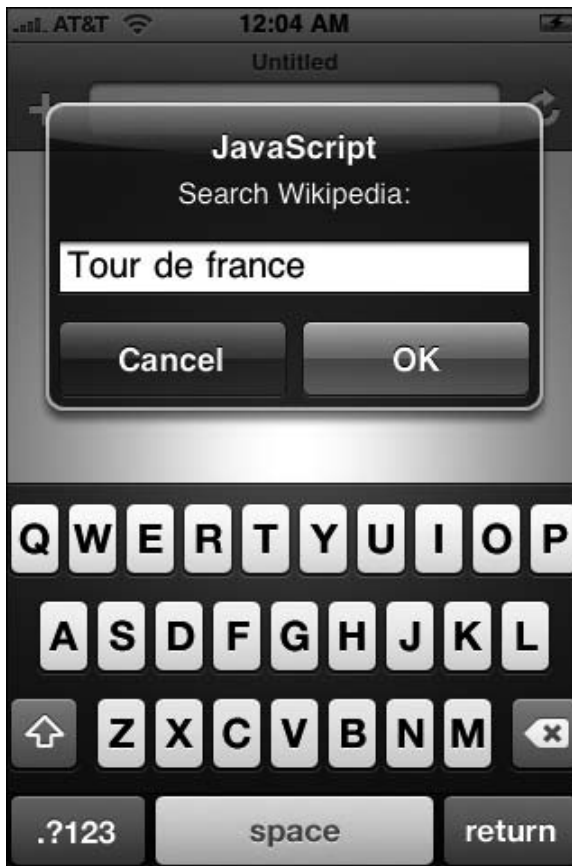 AT&T 12:04 AM
Untitled
JavaScript
Search Wikipedia:
Tour de france
Cancel OK
Q W E R T Y U I O P
A S D F G H J K L
Z X C V B N M
.?123 space return